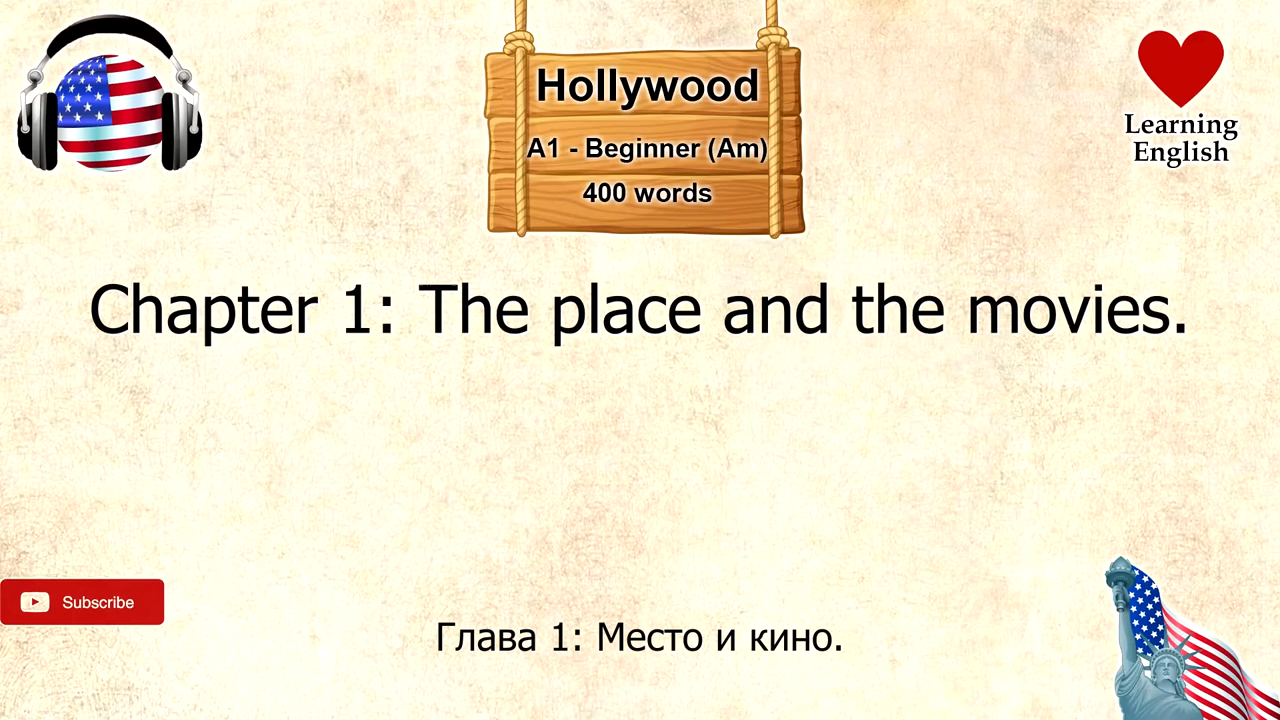 Hollywood
A1 - Beginner (Am)
400 words
Learning
English
Chapter 1: The place and the movies.
Subscribe
Глава 1: Место и кино.